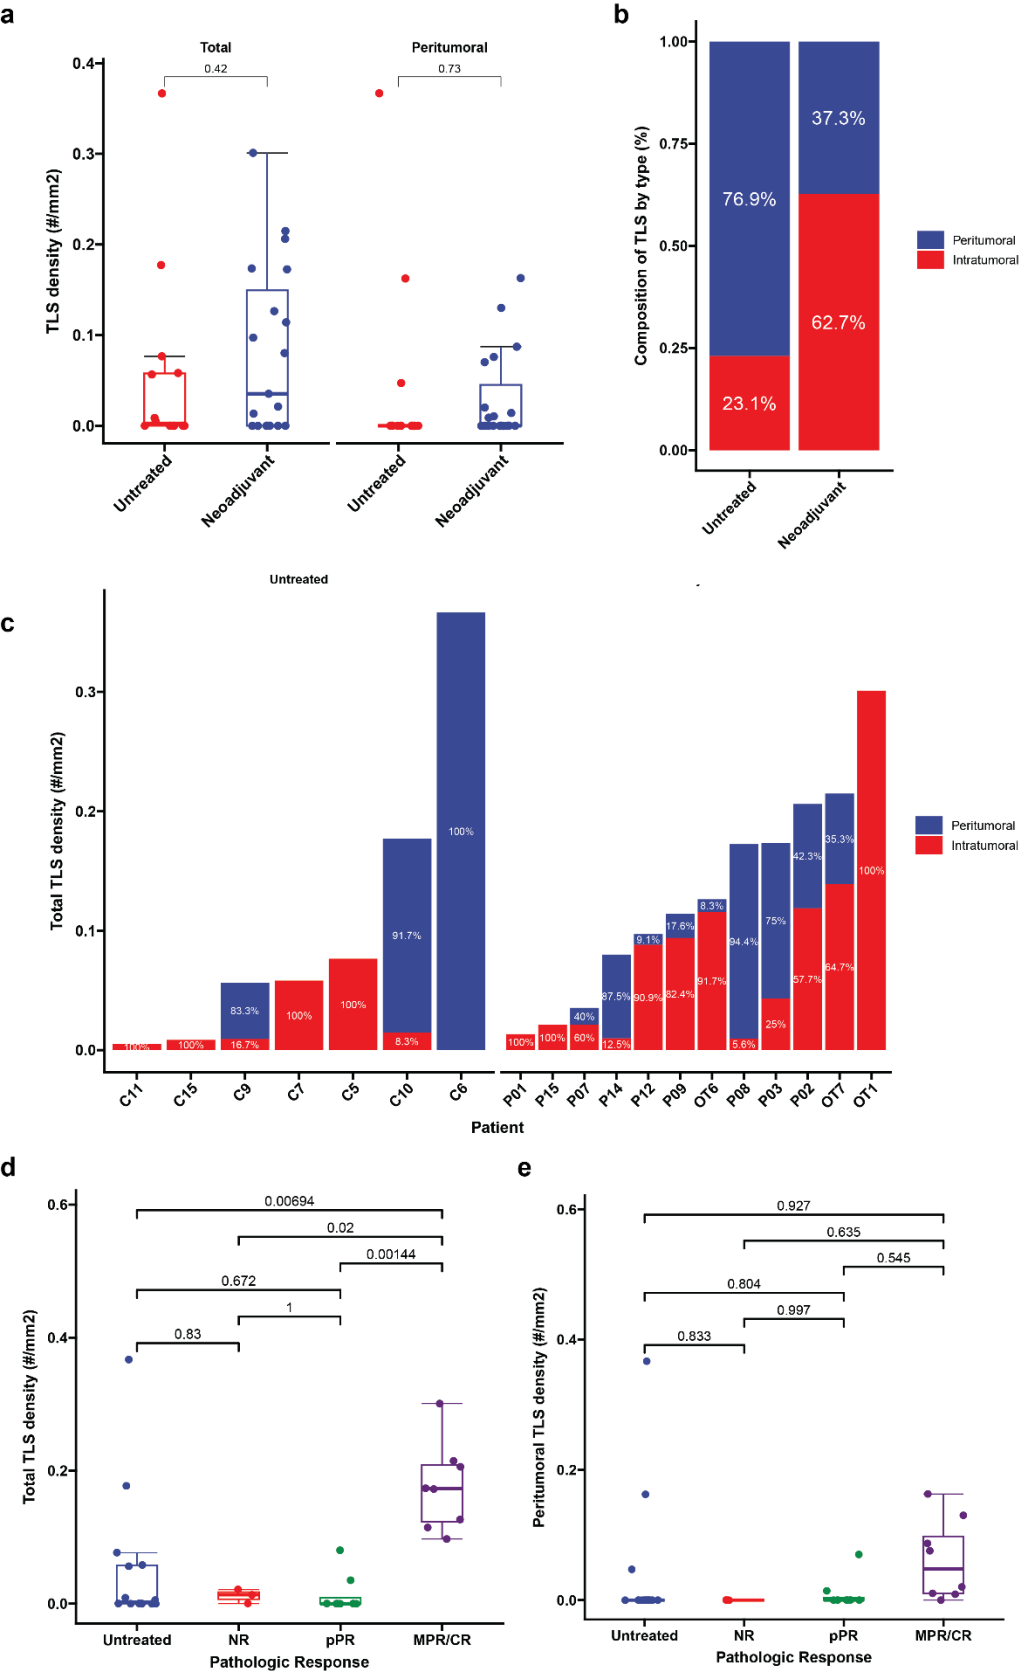 a
Total
Peritumoral
0.42
0.73
TLS density (#/mm2)
0.4
0.3
0.2
0.1
0.0
Untreated
Neoadjuvant
Untreated
Neoadjuvant
b
Composition of TLS by type (%)
1.00
0.75
0.50
0.25
0.00
76.9%
23.1%
37.3%
62.7%
Untreated
Neoadjuvant
Peritumoral
Intratumoral
Untreated
c
Total TLS density (#/mm2)
0.3
0.2
0.1
0.0
100%
100%
83.3%
16.7%
100%
100%
91.7%
8.3%
100%
100%
100%
40%
60%
87.5%
12.5%
9.1%
90.9%
17.6%
82.4%
8.3%
91.7%
94.4%
5.6%
75%
25%
42.3%
57.7%
35.3%
64.7%
100%
C11
C15
C9
C7
C5
C10
C6
P01
P15
P07
P14
P12
P09
OT6
P08
P03
P02
OT7
OT1
Patient
Peritumoral
Intratumoral
d
Total TLS density (#/mm2)
0.6
0.4
0.2
0.0
0.00694
0.02
0.00144
0.672
1
0.83
Untreated
NR
pPR
MPR/CR
Pathologic Response
e
Peritumoral TLS density (#/mm2)
0.6
0.4
0.2
0.0
0.927
0.635
0.545
0.804
0.997
0.833
Untreated
NR
pPR
MPR/CR
Pathologic Response